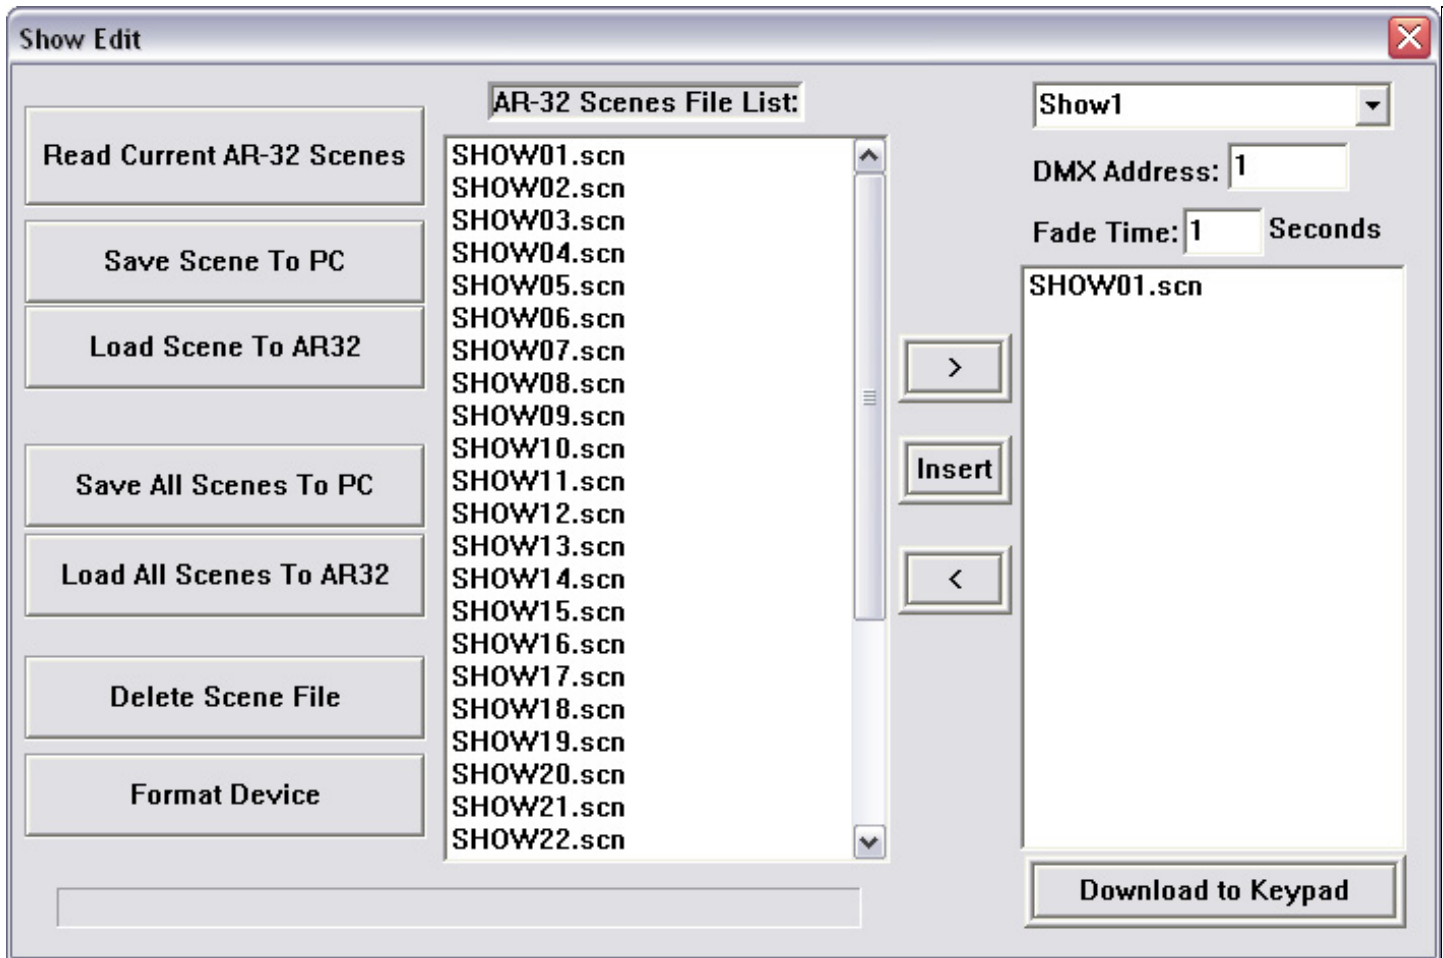 Show Edit
Read Current AR-32 Scenes
Save Scene To PC
Load Scene To AR32
Save All Scenes To PC
Load All Scenes To AR32
Delete Scene File
Format Device
AR-32 Scenes File List:
SHOW01.scn
SHOW02.scn
SHOW03.scn
SHOW04.scn
SHOW05.scn
SHOW06.scn
SHOW07.scn
SHOW08.scn
SHOW09.scn
SHOW10.scn
SHOW11.scn
SHOW12.scn
SHOW13.scn
SHOW14.scn
SHOW15.scn
SHOW16.scn
SHOW17.scn
SHOW18.scn
SHOW19.scn
SHOW20.scn
SHOW21.scn
SHOW22.scn
>
Insert
<
Show1
DMX Address: 1
Fade Time: 1 Seconds
SHOW01.scn
Download to Keypad